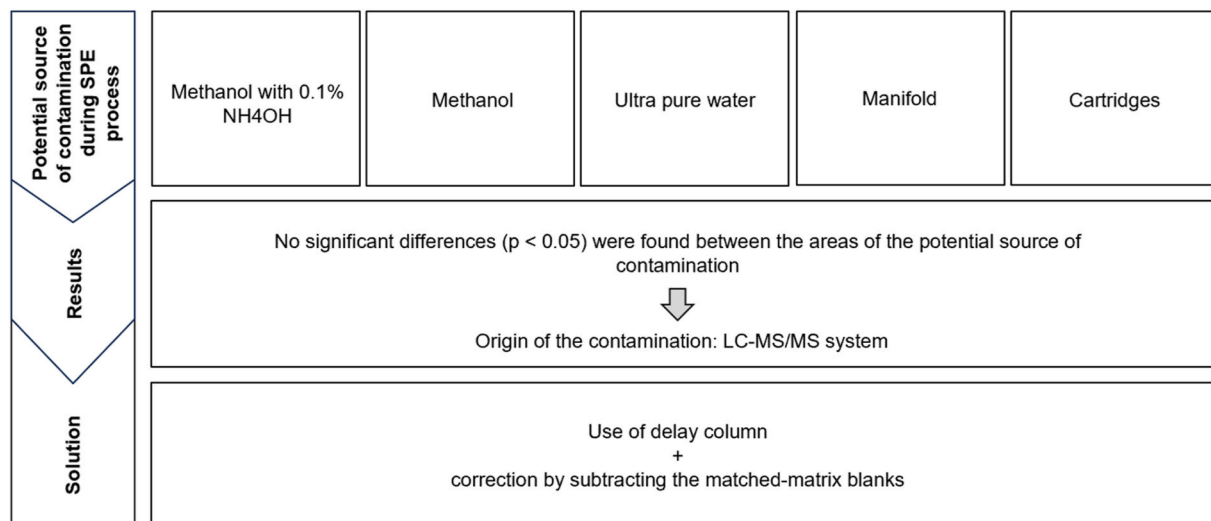 Potential source
of contamination
during SPE
process
Methanol with 0.1%
NH4OH
Methanol
Ultra pure water
Manifold
Cartridges
Results
No significant differences (p < 0.05) were found between the areas of the potential source of
contamination
Origin of the contamination: LC-MS/MS system
Solution
Use of delay column
+
correction by subtracting the matched-matrix blanks